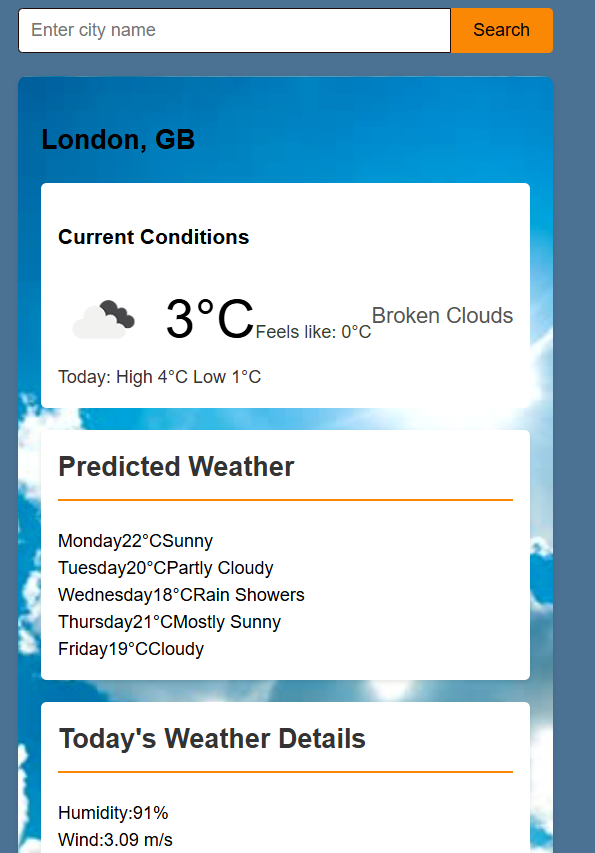 Enter city name
Search
London, GB
Current Conditions
3°C Feels like: 0°C Broken Clouds
Today: High 4°C Low 1°C
Predicted Weather
Monday22°CSunny
Tuesday20°CPartly Cloudy
Wednesday18°CRain Showers
Thursday21°CMostly Sunny
Friday19°CCloudy
Today's Weather Details
Humidity:91%
Wind:3.09 m/s